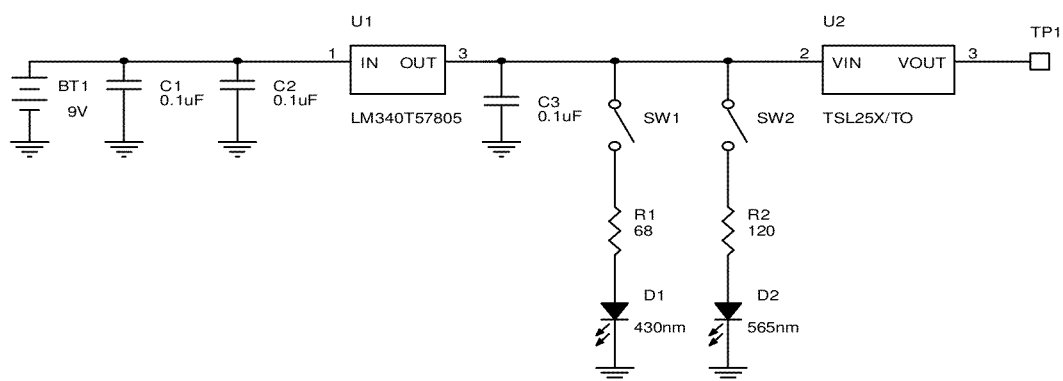 U1
U2
TP1
1
IN OUT
3
2
VIN VOUT
3
BT1
9V
C1
0.1uF
C2
0.1uF
LM340T57805
C3
0.1uF
SW1
SW2
TSL25X/TO
R1
68
R2
120
D1
430nm
D2
565nm